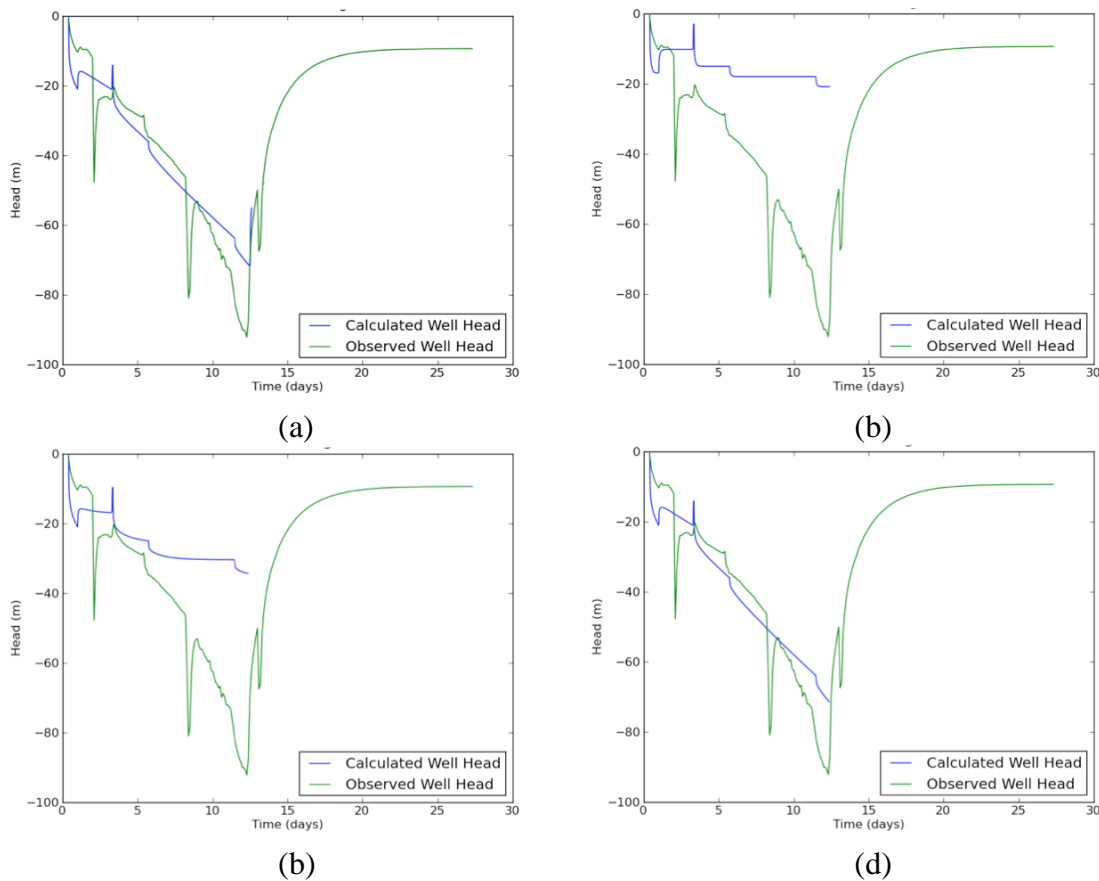 0
−20
−40
−60
−80
−100
Head (m)
0 5 10 15 20 25 30
Time (days)
Calculated Well Head
Observed Well Head
(a)
0
−20
−40
−60
−80
−100
Head (m)
0 5 10 15 20 25 30
Time (days)
Calculated Well Head
Observed Well Head
(b)
0
−20
−40
−60
−80
−100
Head (m)
0 5 10 15 20 25 30
Time (days)
Calculated Well Head
Observed Well Head
(b)
0
−20
−40
−60
−80
−100
Head (m)
0 5 10 15 20 25 30
Time (days)
Calculated Well Head
Observed Well Head
(d)